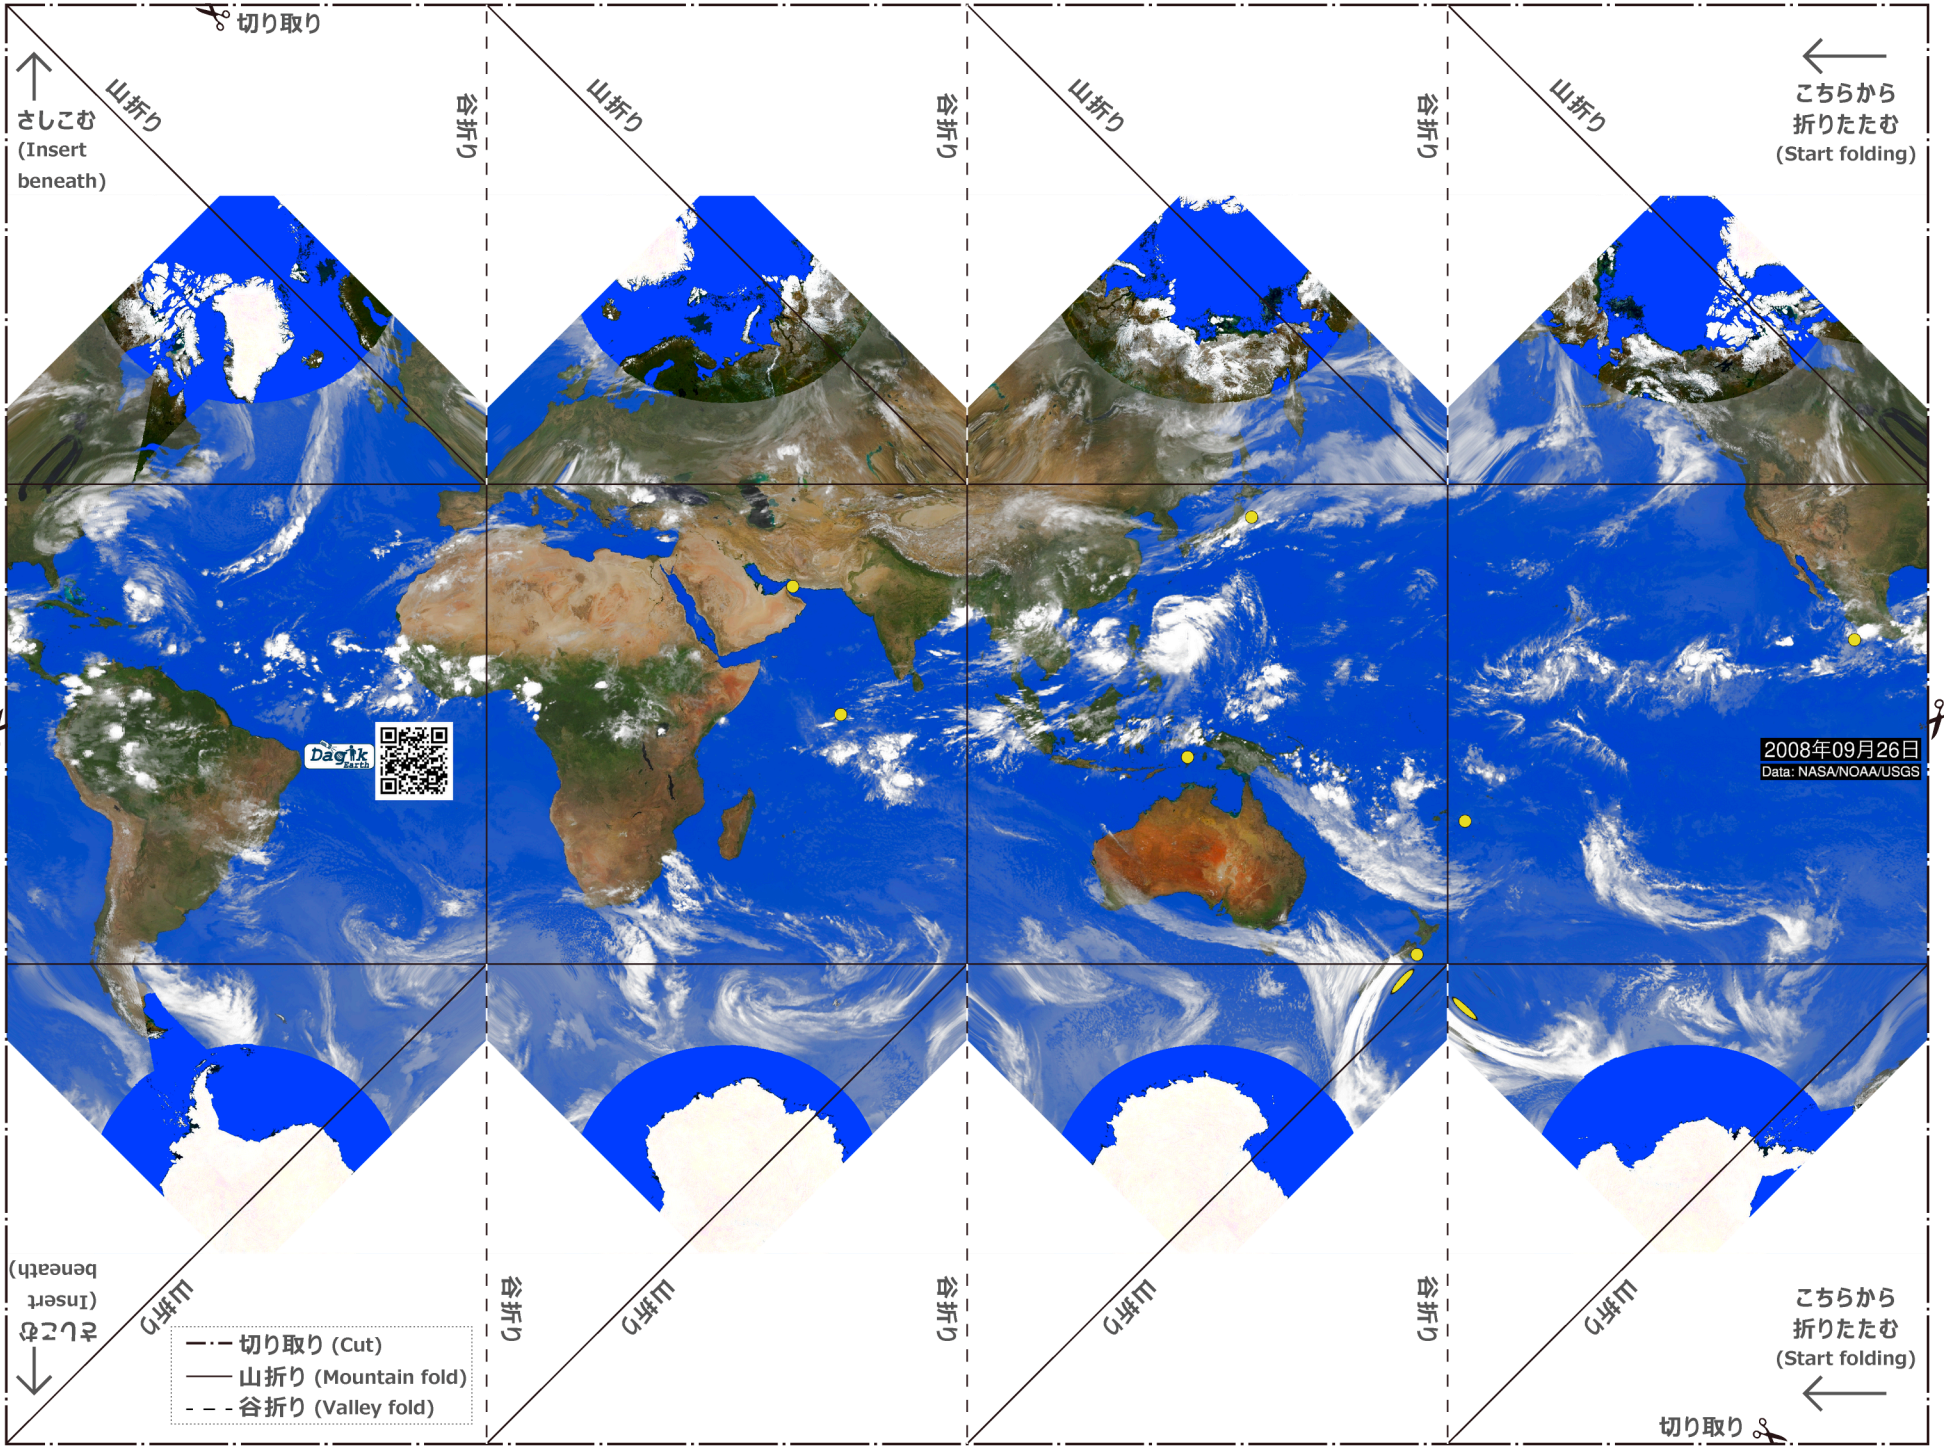 切り取り
山折り
谷折り
山折り
谷折り
山折り
谷折り
山折り
さしこむ
(Insert
beneath)
こちらから
折りたたむ
(Start folding)
Dagik
Earth
2008年09月26日
Data: NASA/NOAA/USGS
さしこむ
(Insert
beneath)
山折り
谷折り
山折り
谷折り
山折り
谷折り
山折り
切り取り (Cut)
山折り (Mountain fold)
谷折り (Valley fold)
こちらから
折りたたむ
(Start folding)
切り取り